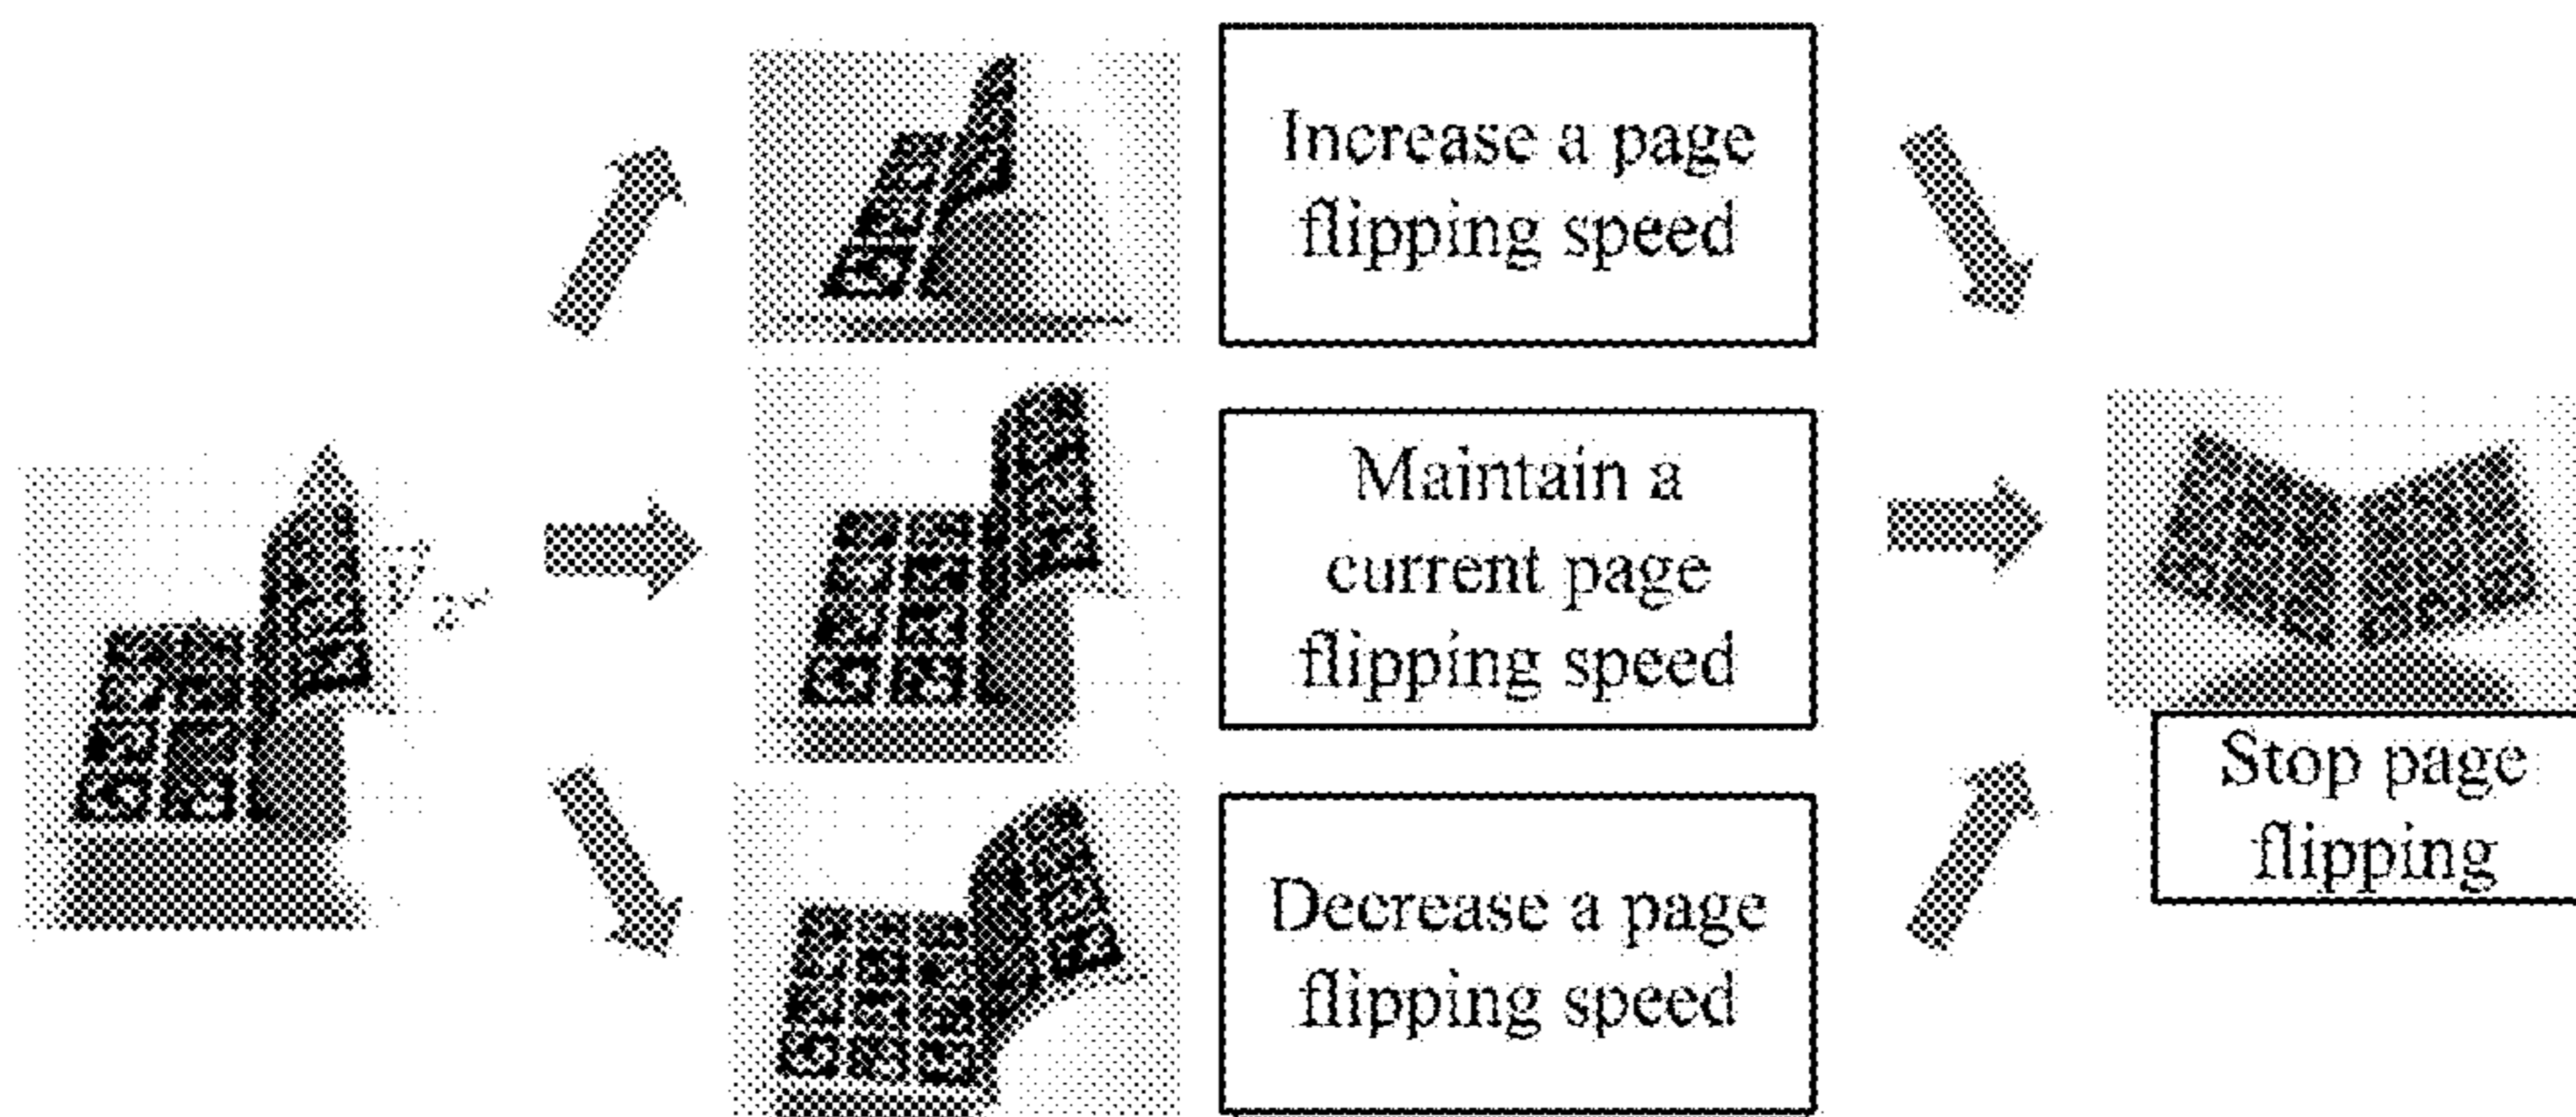 Increase a page
flipping speed
Maintain a
current page
flipping speed
Decrease a page
flipping speed
Stop page
flipping